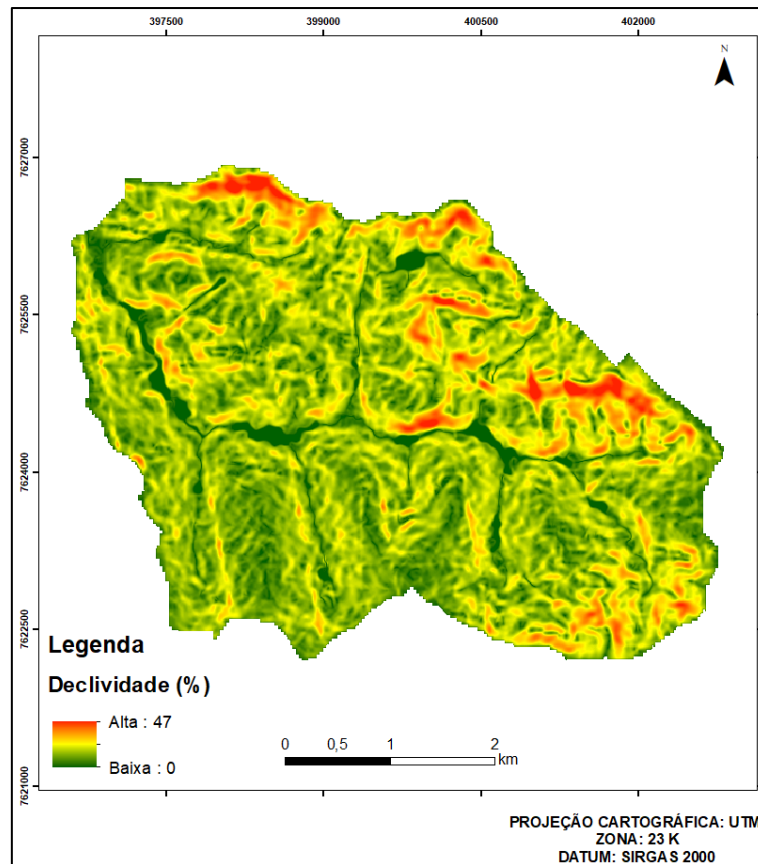 397500 399000 400500 402000
N
7627000
7625500
7624000
7622500
7621000
Legenda
Declividade (%)
Alta : 47
Baixa : 0
0 0,5 1 2
km
PROJEÇÃO CARTOGRÁFICA: UTM
ZONA: 23 K
DATUM: SIRGAS 2000